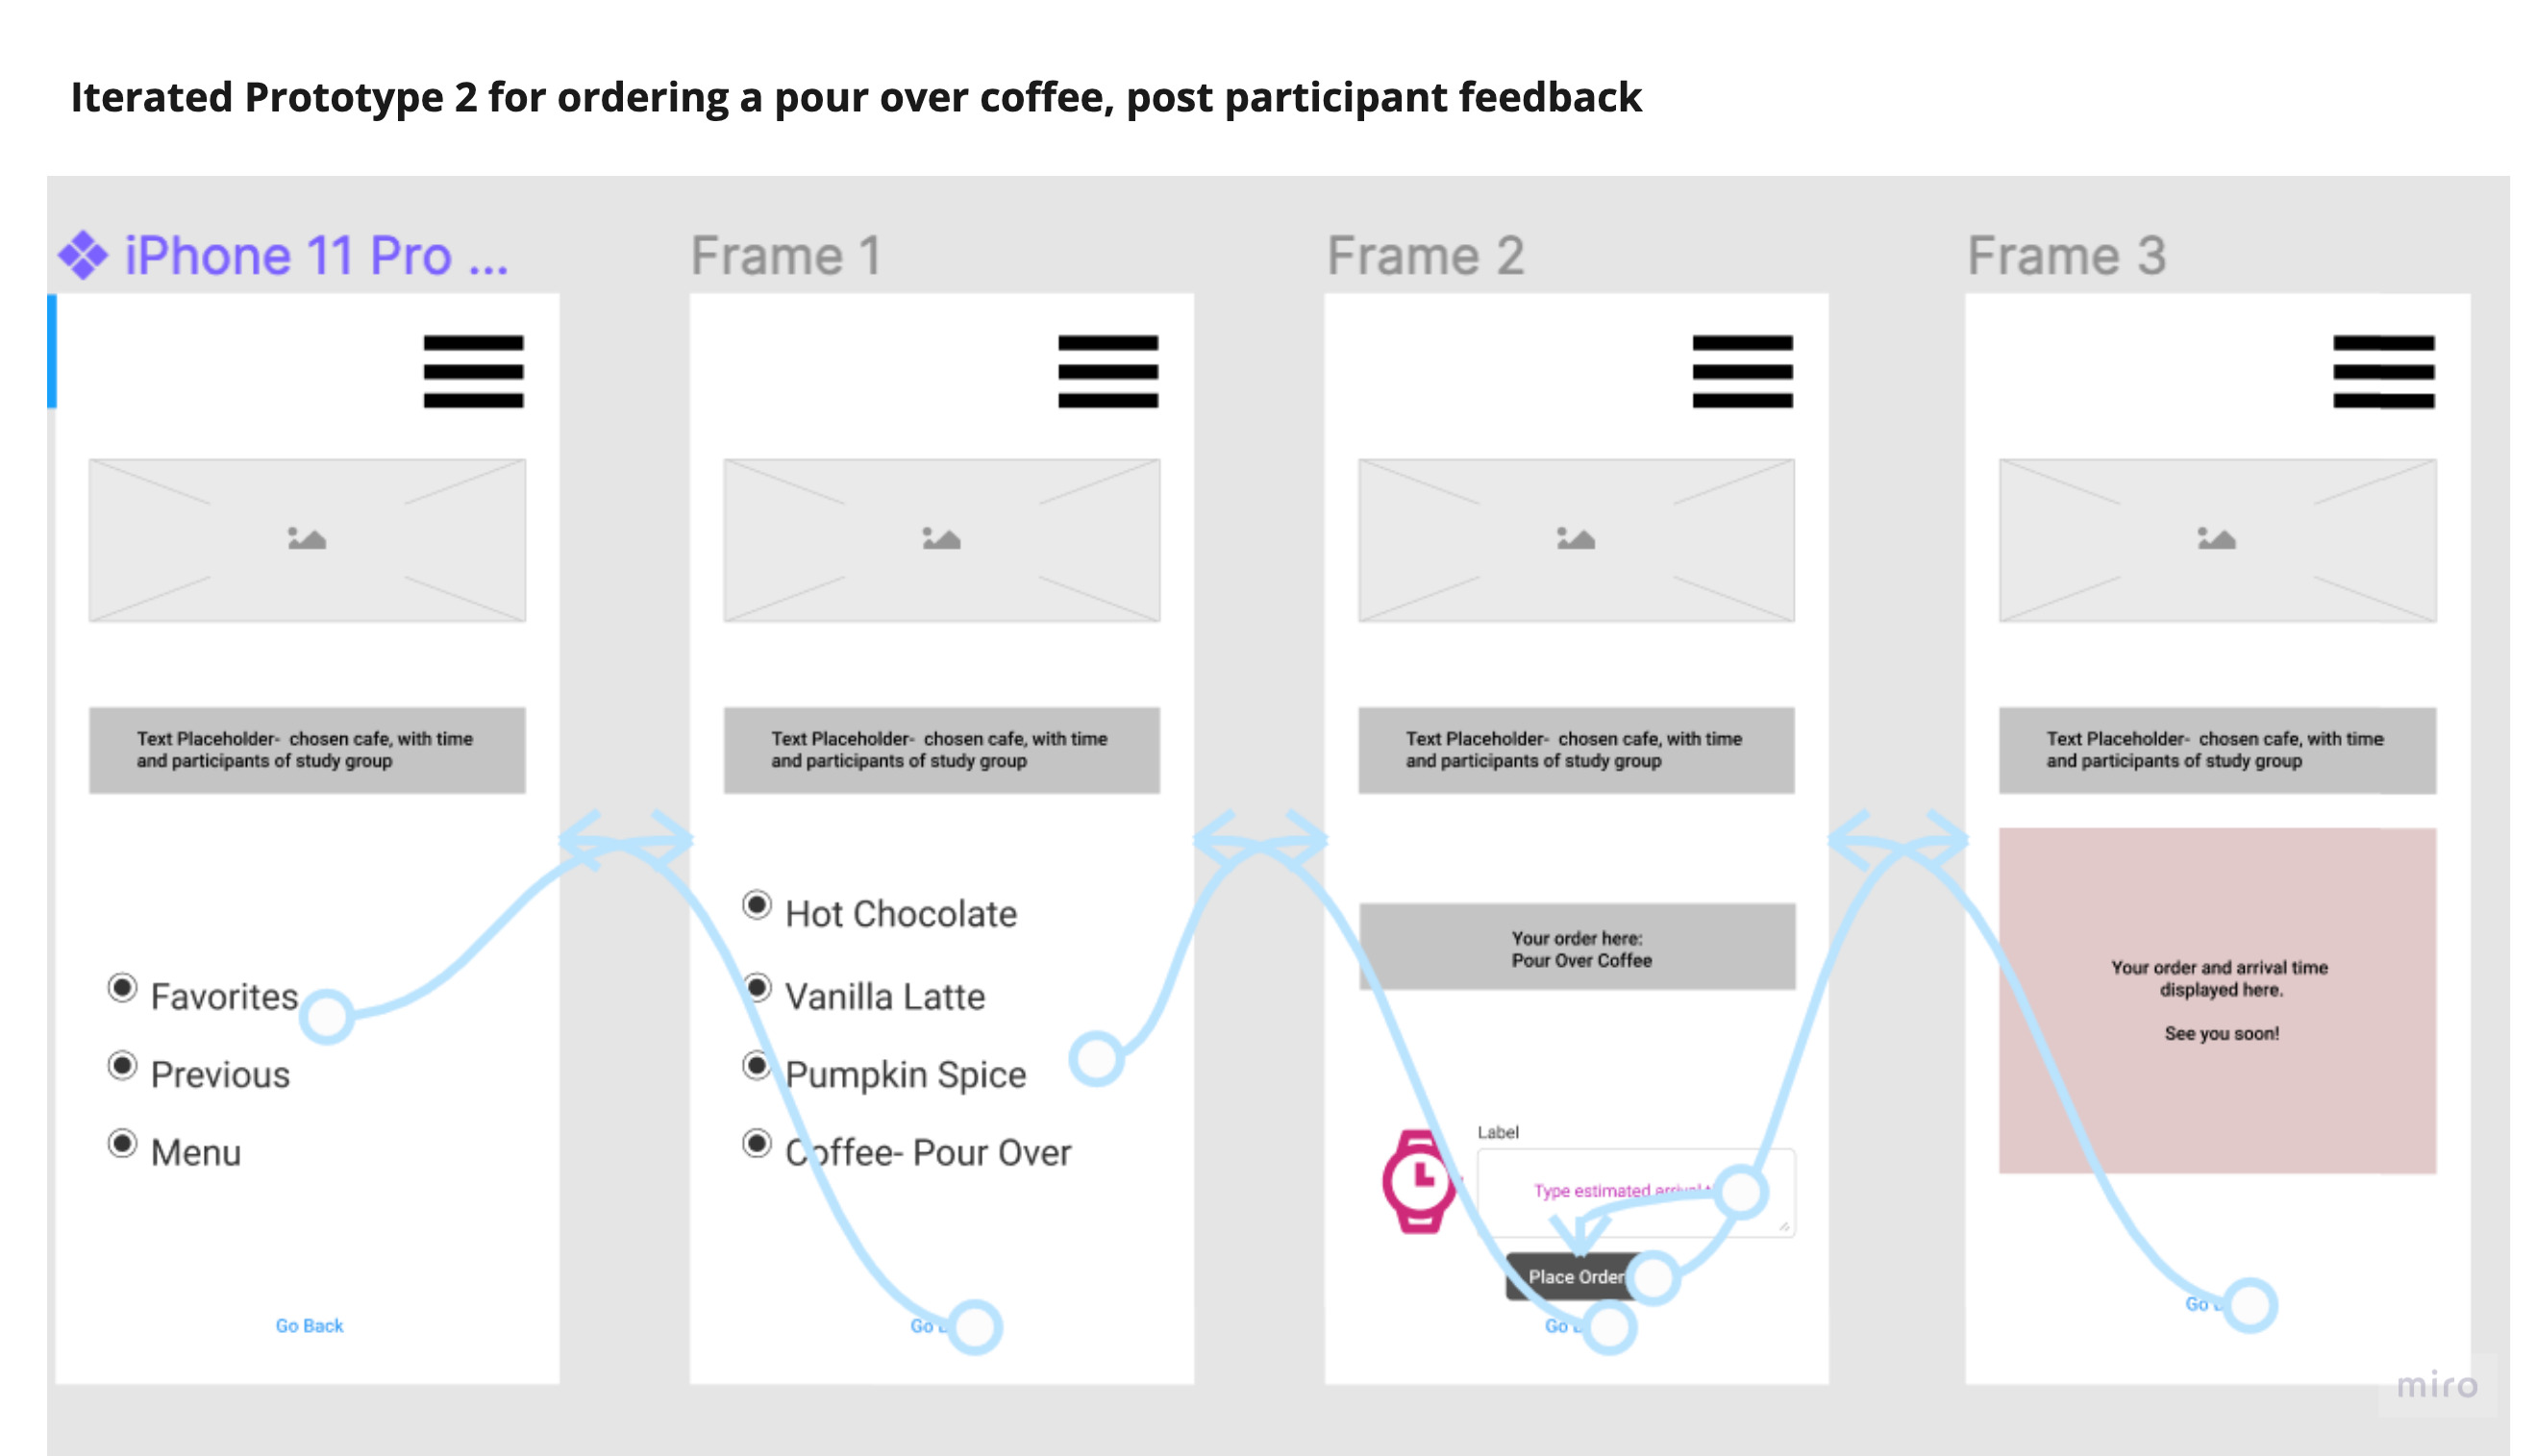 Iterated Prototype 2 for ordering a pour over coffee, post participant feedback
iPhone 11 Pro ...
Text Placeholder- chosen cafe, with time
and participants of study group
Favorites
Previous
Menu
Go Back
Frame 1
Text Placeholder- chosen cafe, with time
and participants of study group
Hot Chocolate
Vanilla Latte
Pumpkin Spice
Coffee- Pour Over
Go
Frame 2
Text Placeholder- chosen cafe, with time
and participants of study group
Your order here:
Pour Over Coffee
Label
Type estimated arrival
Place Order
Go
Frame 3
Text Placeholder- chosen cafe, with time
and participants of study group
Your order and arrival time
displayed here.
See you soon!
Go
miro